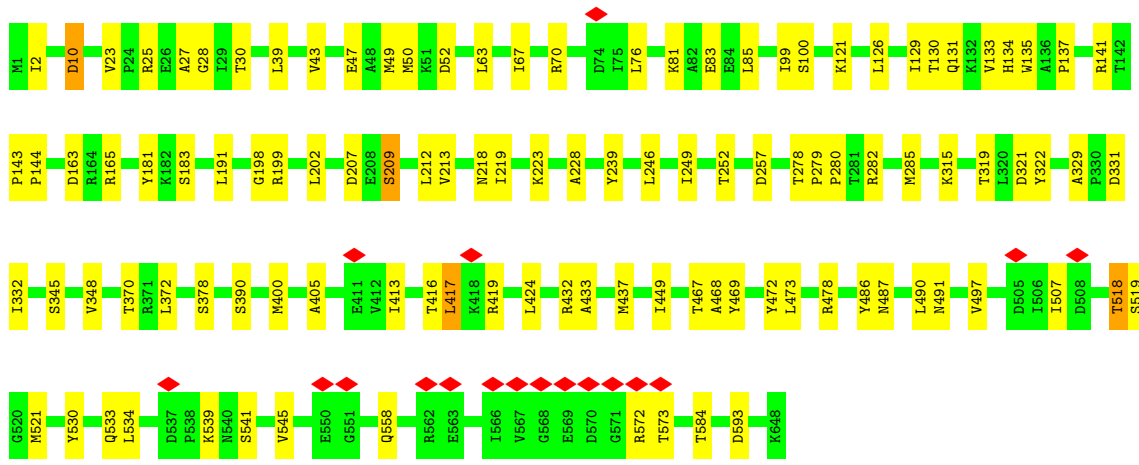 M1 I2 D10 V23 P24 R25 E26 A27 G28 I29 T30 L39 V43 E47 A48 M49 M50 K51 D52 L63 I67 R70 D74 I75 L76 K81 A82 E83 E84 L85 I99 S100 K121 L126 I129 T130 Q131 K132 V133 H134 W135 A136 P137 R141 T142
P143 P144 D163 R164 R165 Y181 K182 S183 L191 G198 R199 L202 D207 E208 S209 L212 V213 N218 I219 K223 A228 Y239 L246 I249 T252 D257 T278 P279 P280 T281 R282 M285 K315 T319 L320 D321 Y322 A329 P330 D331
I332 S345 V348 T370 R371 L372 S378 S390 M400 A405 E411 V412 I413 T416 L417 K418 R419 L424 R432 A433 M437 I449 T467 A468 Y469 Y472 L473 R478 Y486 N487 L490 N491 V497 D505 I506 I507 D508 T518 S519
G520 M521 Y530 Q533 L534 D537 P538 K539 N540 S541 V545 E550 G551 Q558 R562 E563 I566 V567 G568 E569 D570 G571 R572 T573 T584 D593 K648